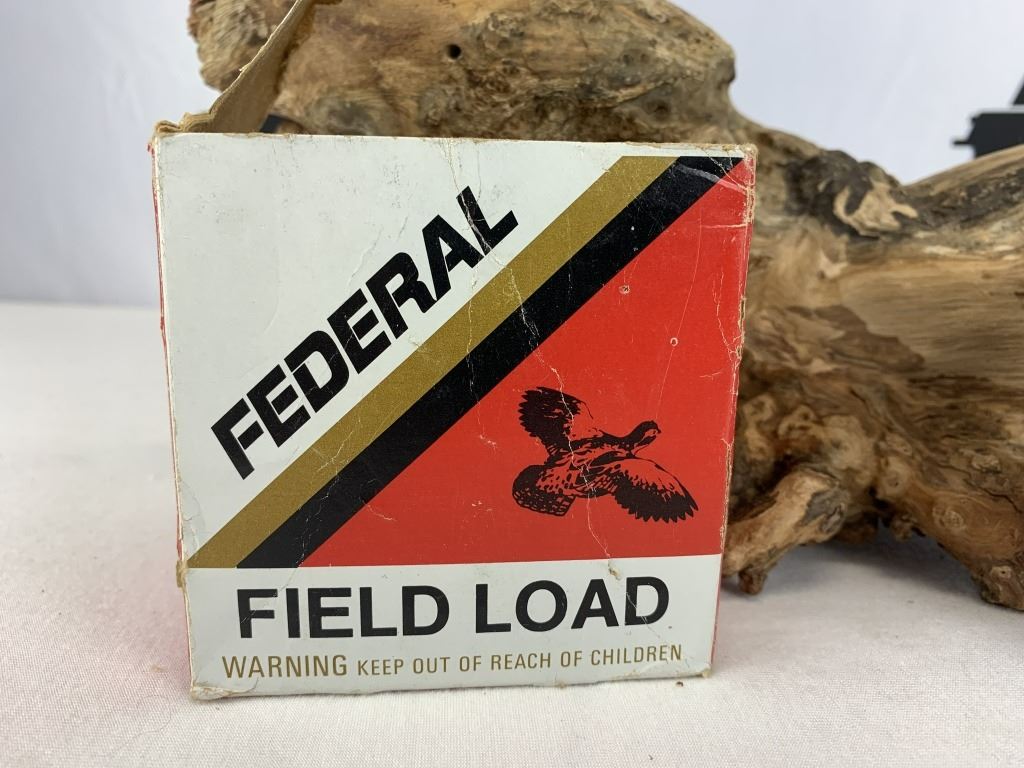 FEDERAL
FIELD LOAD
WARNING KEEP OUT OF REACH OF CHILDREN